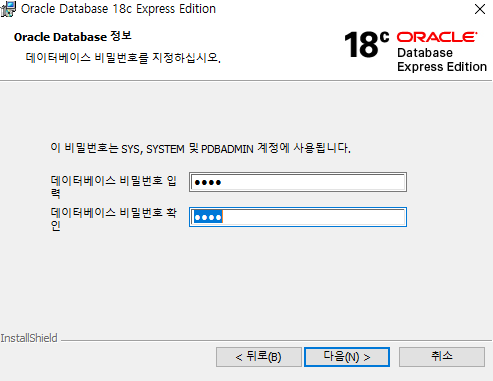 Oracle Database 18c Express Edition
Oracle Database 정보
데이터베이스 비밀번호를 지정하십시오.
18c ORACLE
Database
Express Edition
이 비밀번호는 SYS, SYSTEM 및 PDBADMIN 계정에 사용됩니다.
데이터베이스 비밀번호 입
력
●●●●
데이터베이스 비밀번호 확
인
●●●●
InstallShield
< 뒤로(B)
다음(N) >
취소